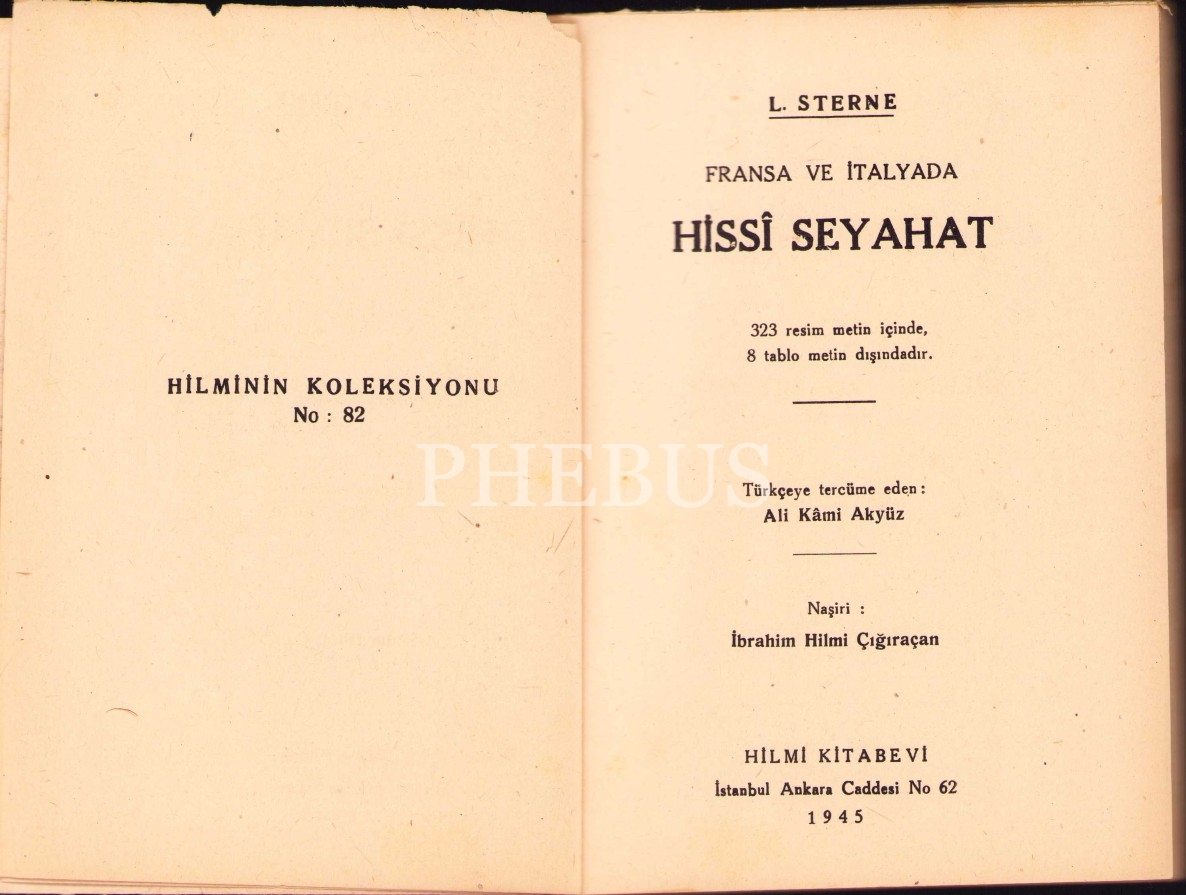 HİLMİNİN KOLEKSİYONU
No : 82
L. STERNE
FRANSA VE İTALYADA
HİSSÎ SEYAHAT
323 resim metin içinde,
8 tablo metin dışındadır.
Türkçeye tercüme eden :
Ali Kâmi Akyüz
Naşiri :
İbrahim Hilmi Çığıraçan
HİLMİ KİTABEVİ
İstanbul Ankara Caddesi No 62
1945
PHEBUS